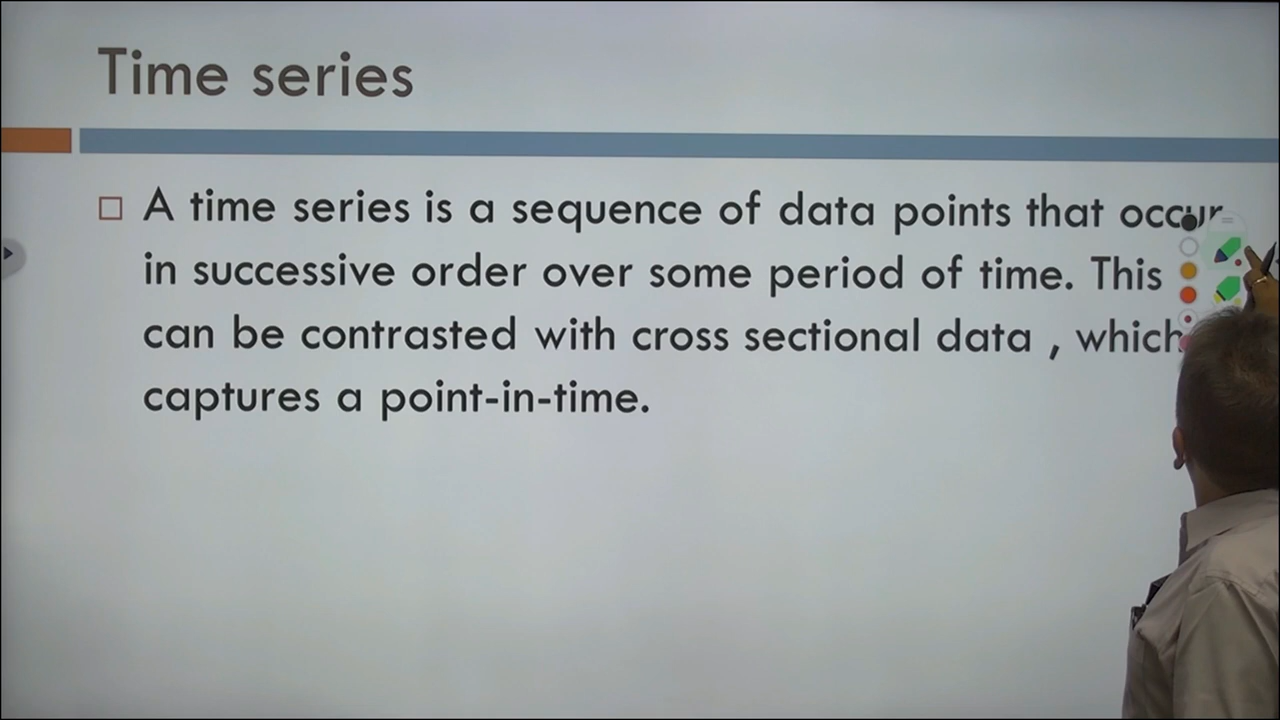 Time series
A time series is a sequence of data points that occur
in successive order over some period of time. This
can be contrasted with cross sectional data , which
captures a point-in-time.